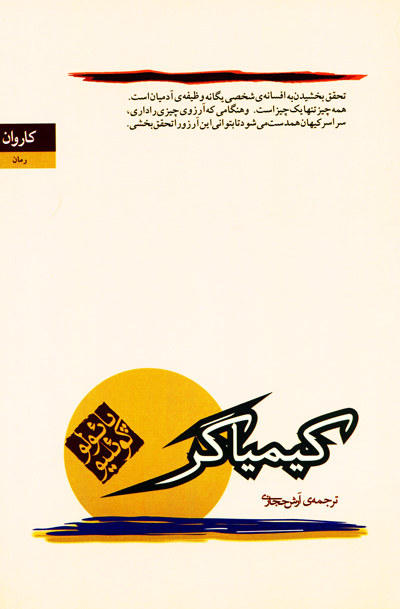 تحقق بخشیدن به افسانه‌ی شخصی یگانه وظیفه‌ی آدمیان است.
همه چیز تنها یک چیز است. و هنگامی که آرزوی چیزی را داری،
سراسر کیهان همدست می‌شود تا بتوانی این آرزو را تحقق بخشی.
کاروان
رمان
پائولو
کوئلیو
کیمیاگر
ترجمه‌ی آرش حجازی